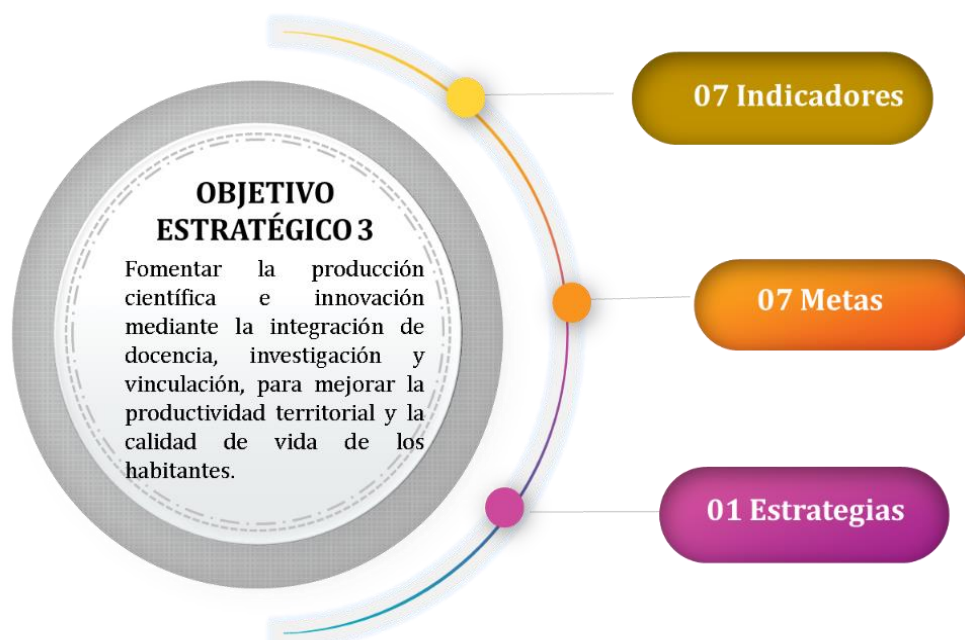 OBJETIVO
ESTRATÉGICO 3
Fomentar la producción
científica e innovación
mediante la integración de
docencia, investigación y
vinculación, para mejorar la
productividad territorial y la
calidad de vida de los
habitantes.
07 Indicadores
07 Metas
01 Estrategias